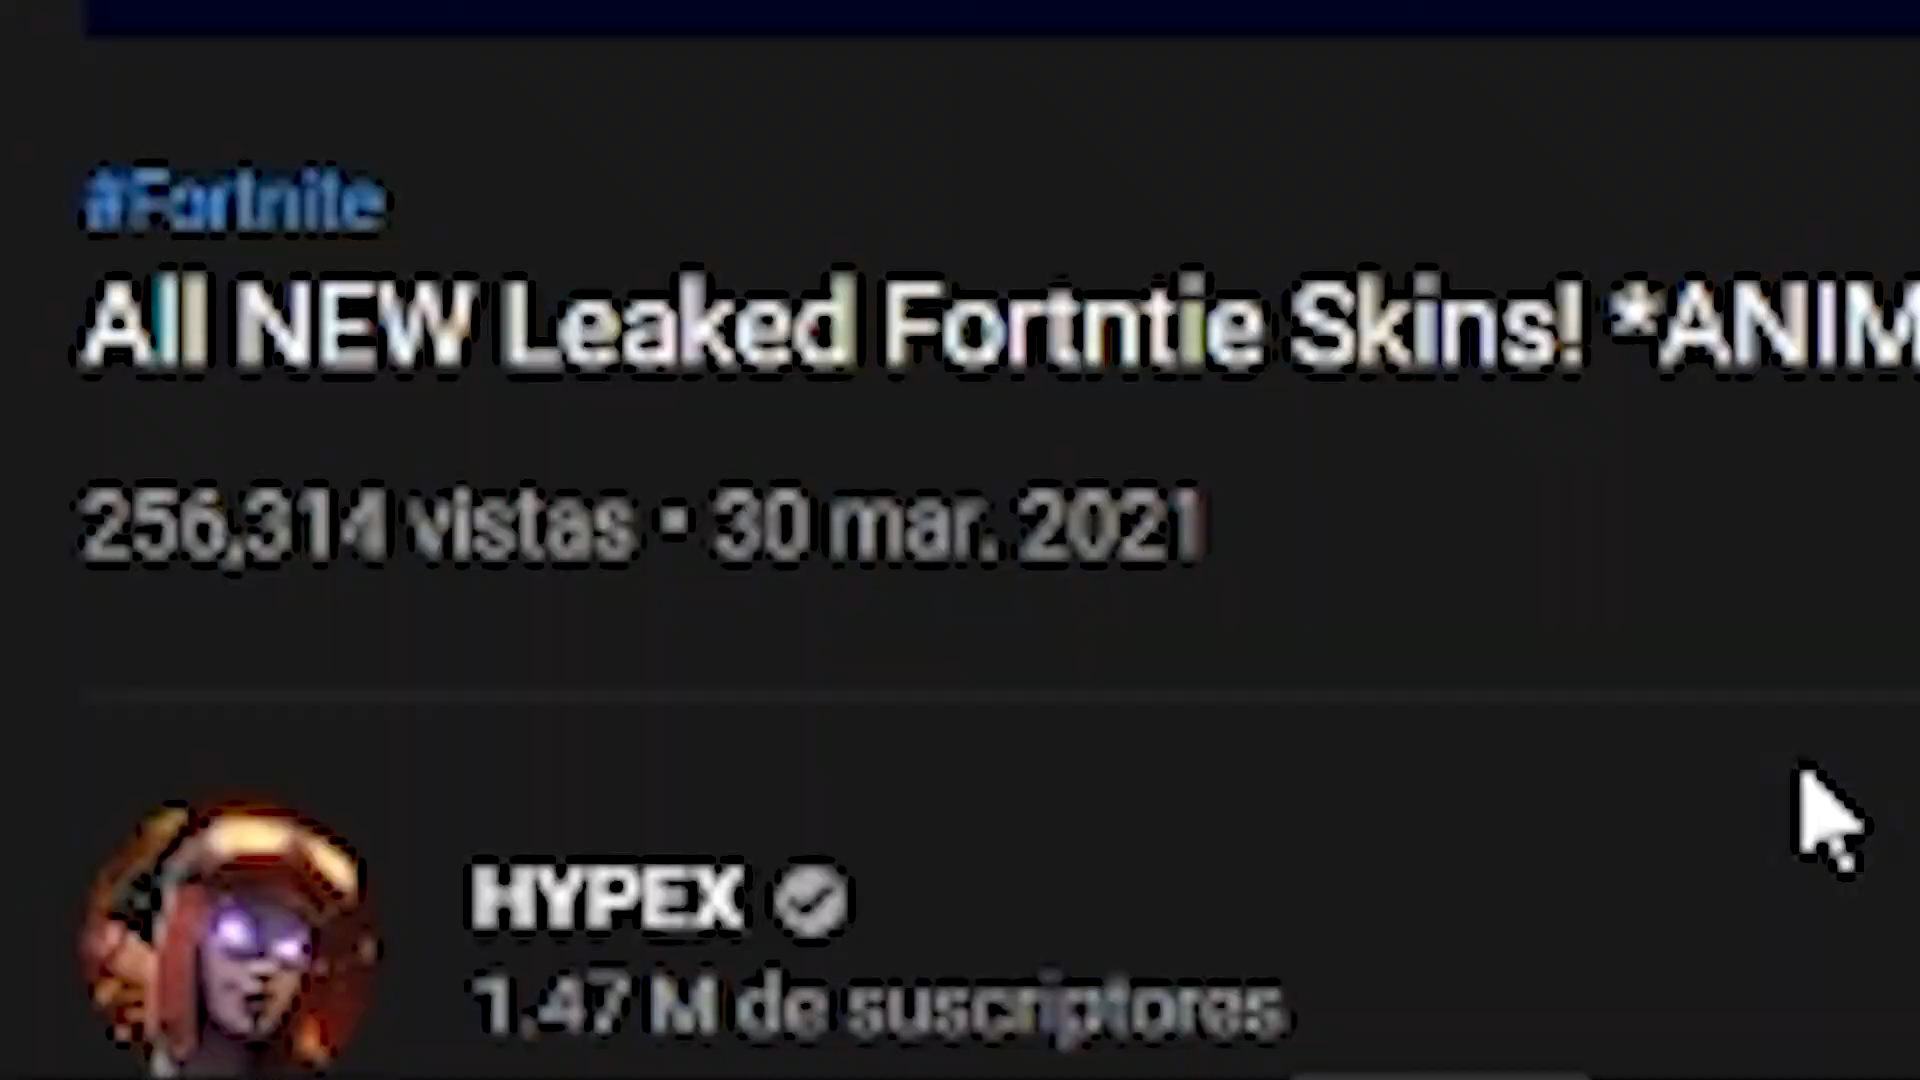 #Fortnite
All NEW Leaked Fortntie Skins! *ANIM
256,314 vistas • 30 mar. 2021
HYPEX
1.47 M de suscriptores